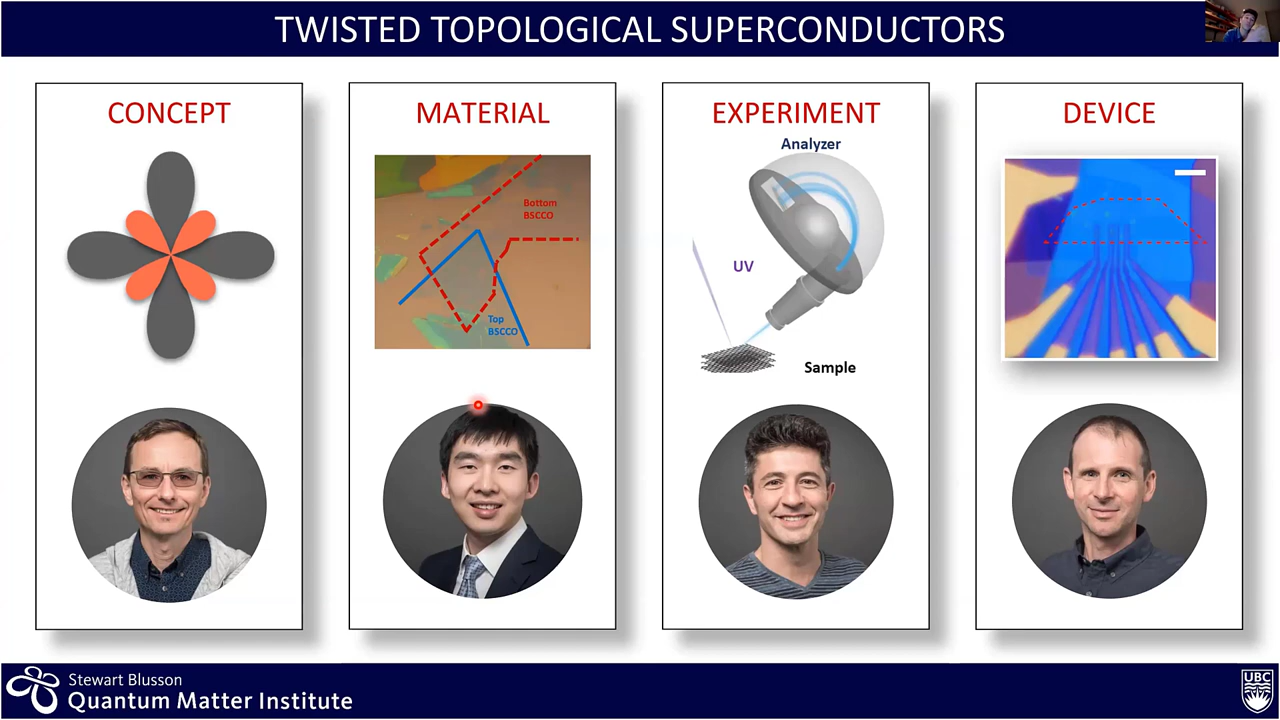 TWISTED TOPOLOGICAL SUPERCONDUCTORS
CONCEPT
MATERIAL
Bottom
BSCCO
Top
BSCCO
EXPERIMENT
Analyzer
UV
Sample
DEVICE
Stewart Blusson
Quantum Matter Institute
UBC